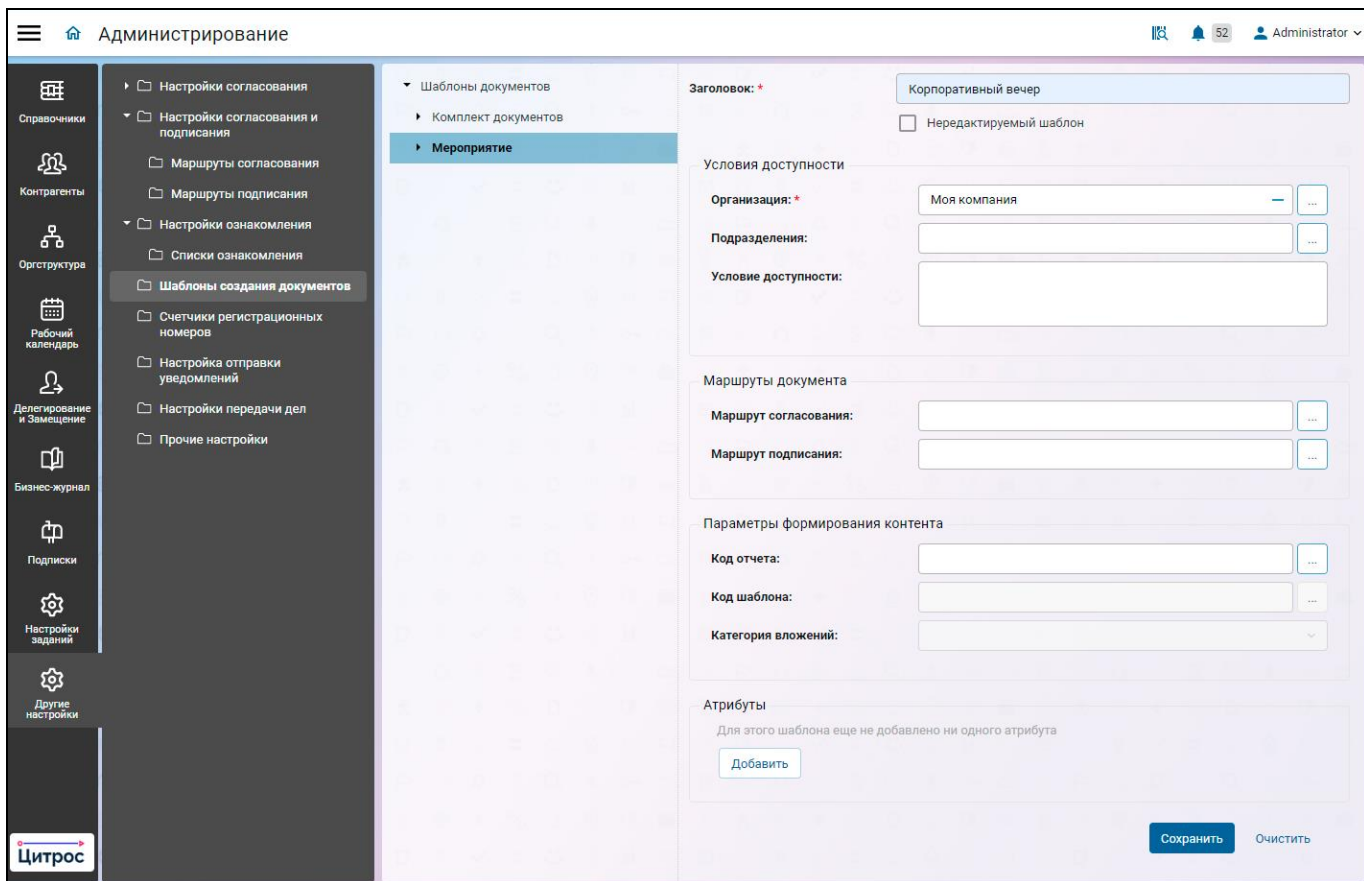 Администрирование
52
Administrator
Справочники
Контрагенты
Оргструктура
Рабочий
календарь
Делегирование
и Замещение
Бизнес-журнал
Подписки
Настройки
заданий
Другие
настройки
Цитрос
Настройки согласования
Настройки согласования и
подписания
Маршруты согласования
Маршруты подписания
Настройки ознакомления
Списки ознакомления
Шаблоны создания документов
Счетчики регистрационных
номеров
Настройка отправки
уведомлений
Настройки передачи дел
Прочие настройки
Шаблоны документов
Комплект документов
Мероприятие
Заголовок: * Корпоративный вечер
Нередактируемый шаблон
Условия доступности
Организация: * Моя компания ...
Подразделения: ...
Условие доступности:
Маршруты документа
Маршрут согласования: ...
Маршрут подписания: ...
Параметры формирования контента
Код отчета: ...
Код шаблона: ...
Категория вложений:
Атрибуты
Для этого шаблона еще не добавлено ни одного атрибута
Добавить
Сохранить Очистить